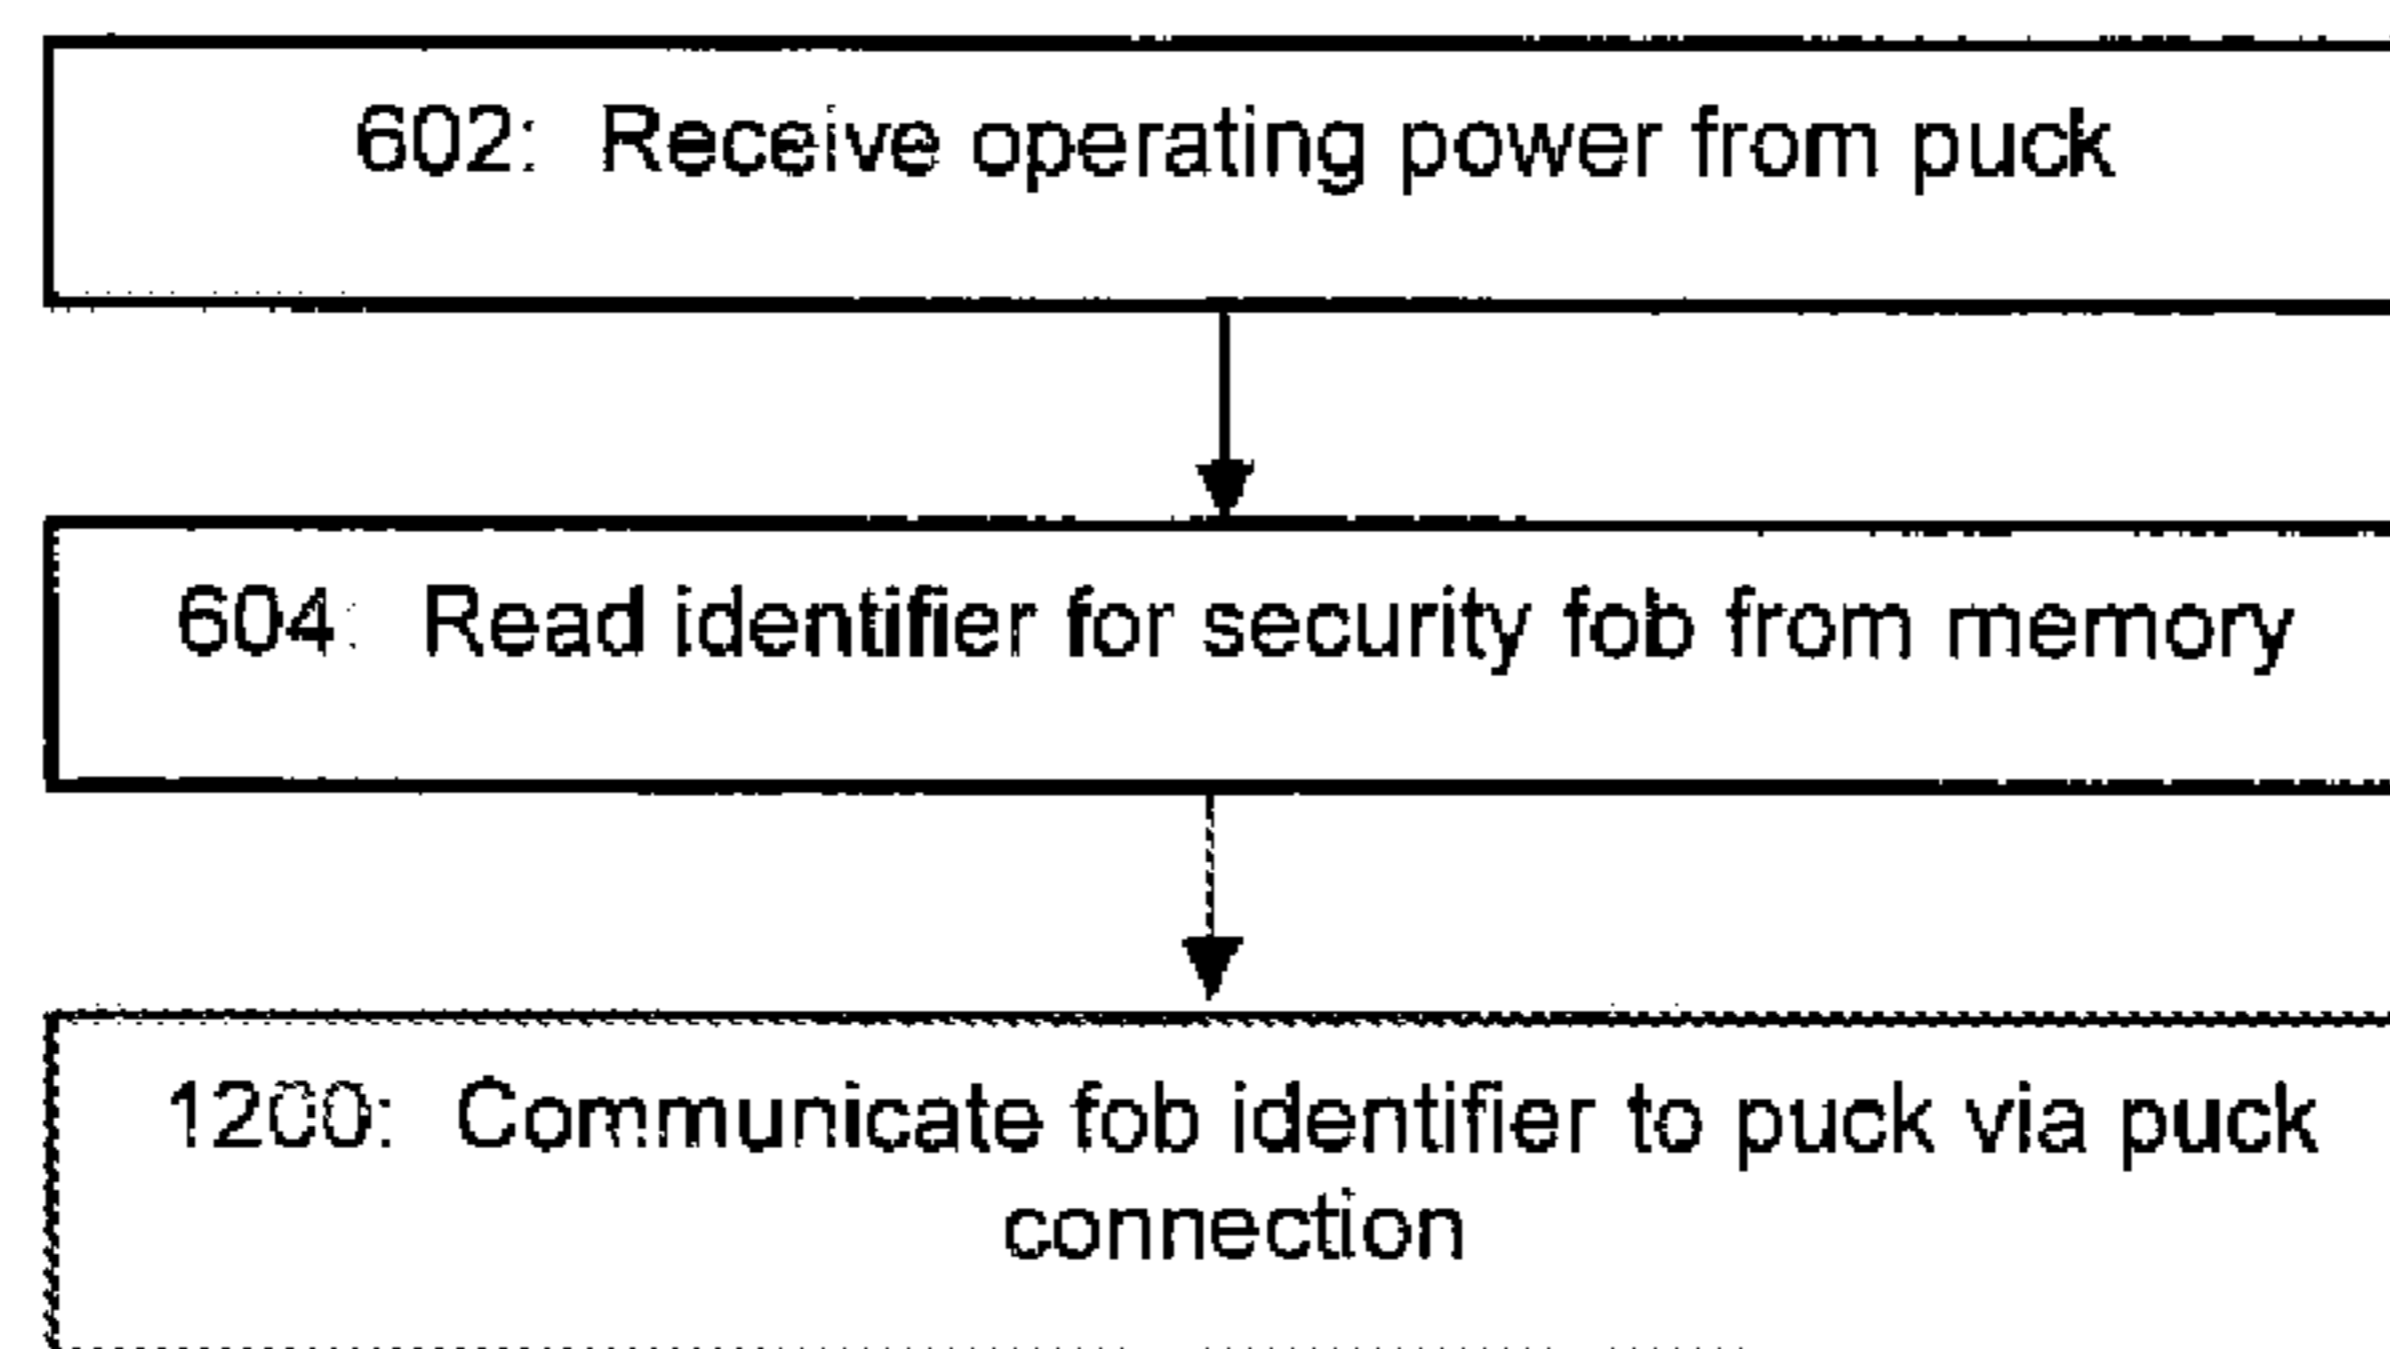 602: Receive operating power from puck
604: Read identifier for security fob from memory
1200: Communicate fob identifier to puck via puck
connection